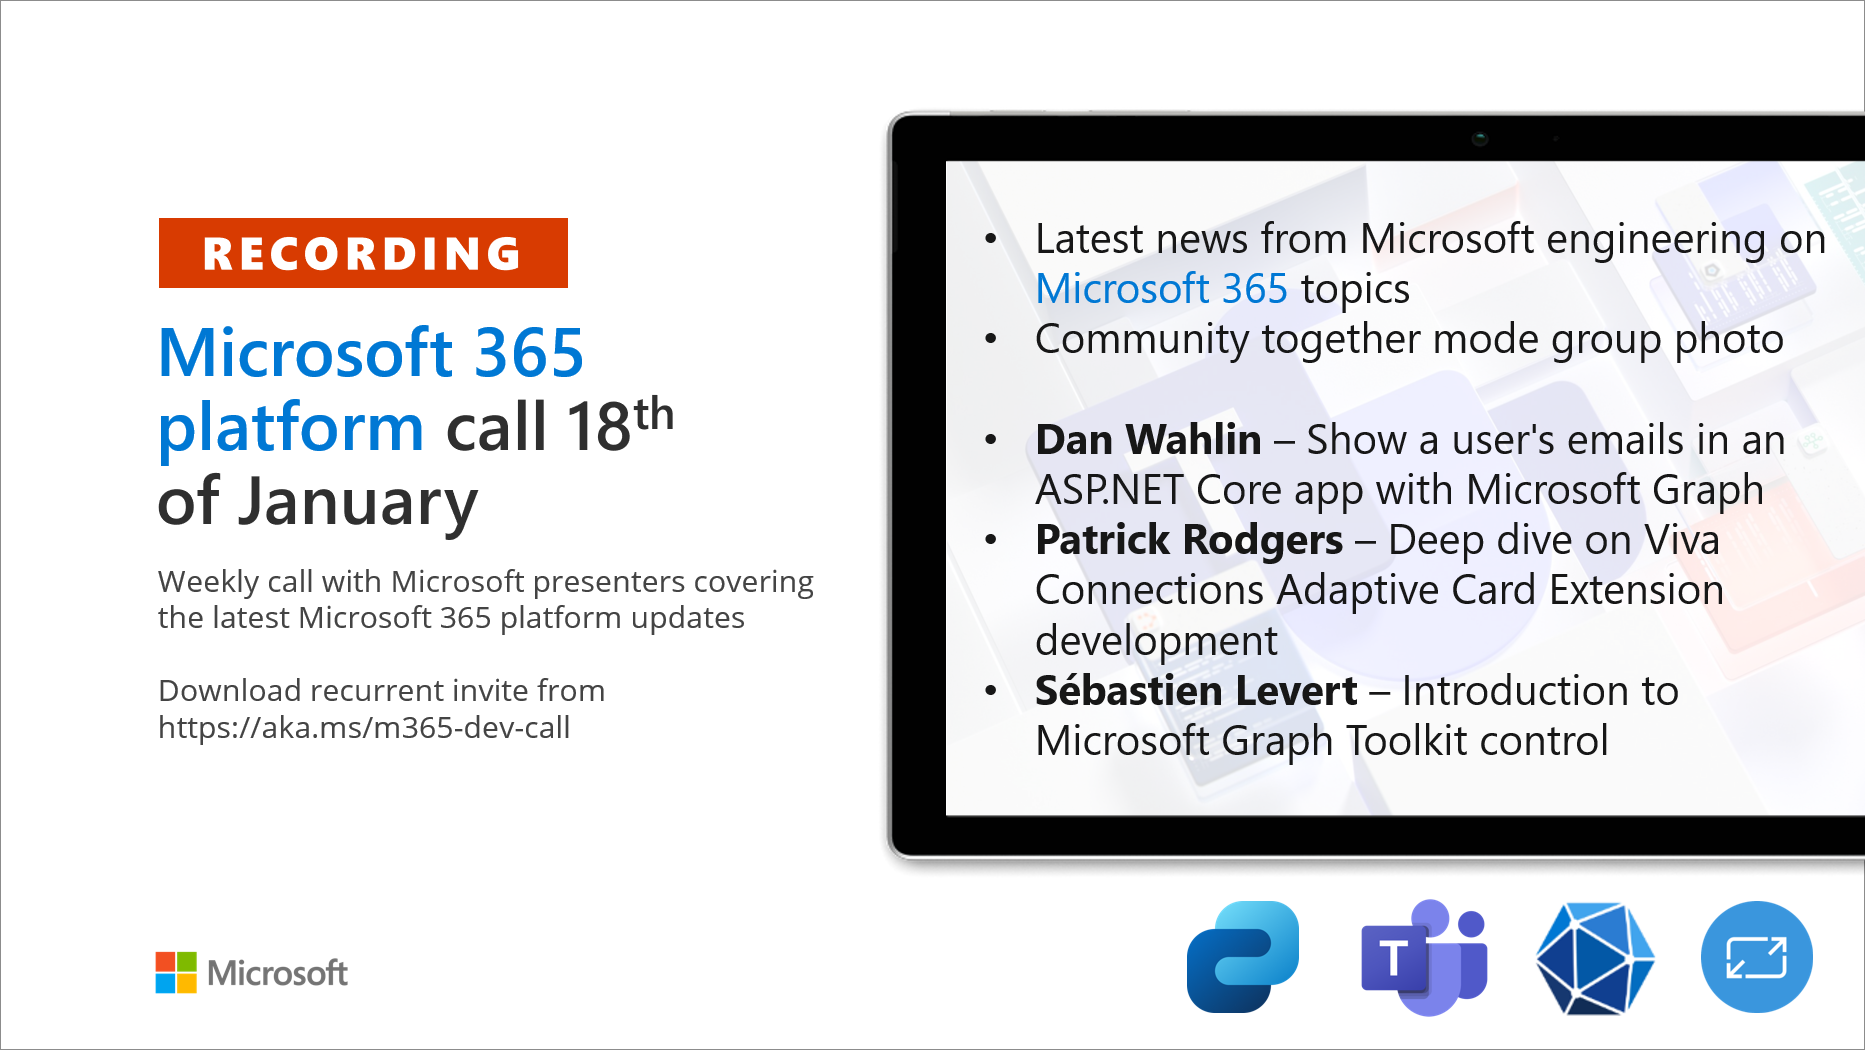 RECORDING
Microsoft 365
platform call 18th
of January
Weekly call with Microsoft presenters covering
the latest Microsoft 365 platform updates
Download recurrent invite from
https://aka.ms/m365-dev-call
Microsoft
• Latest news from Microsoft engineering on
Microsoft 365 topics
• Community together mode group photo
• Dan Wahlin – Show a user's emails in an
ASP.NET Core app with Microsoft Graph
• Patrick Rodgers – Deep dive on Viva
Connections Adaptive Card Extension
development
• Sébastien Levert – Introduction to
Microsoft Graph Toolkit control
T